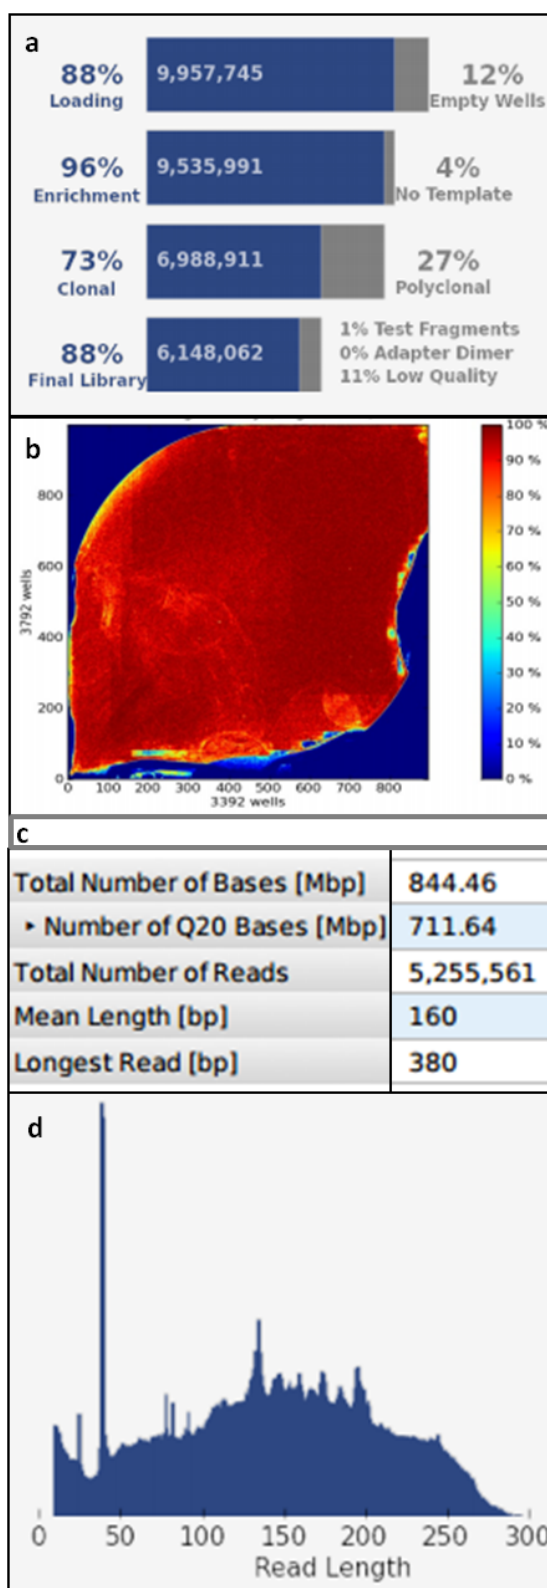 a
88%
Loading
9,957,745
12%
Empty Wells
96%
Enrichment
9,535,991
4%
No Template
73%
Clonal
6,988,911
27%
Polyclonal
88%
Final Library
6,148,062
1% Test Fragments
0% Adapter Dimer
11% Low Quality
b
3792 wells
800
600
400
200
0
0 100 200 300 400 500 600 700 800
3392 wells
100 %
90 %
80 %
70 %
60 %
50 %
40 %
30 %
20 %
10 %
0 %
c
Total Number of Bases [Mbp] 844.46
‣ Number of Q20 Bases [Mbp] 711.64
Total Number of Reads 5,255,561
Mean Length [bp] 160
Longest Read [bp] 380
d
0 50 100 150 200 250 300
Read Length